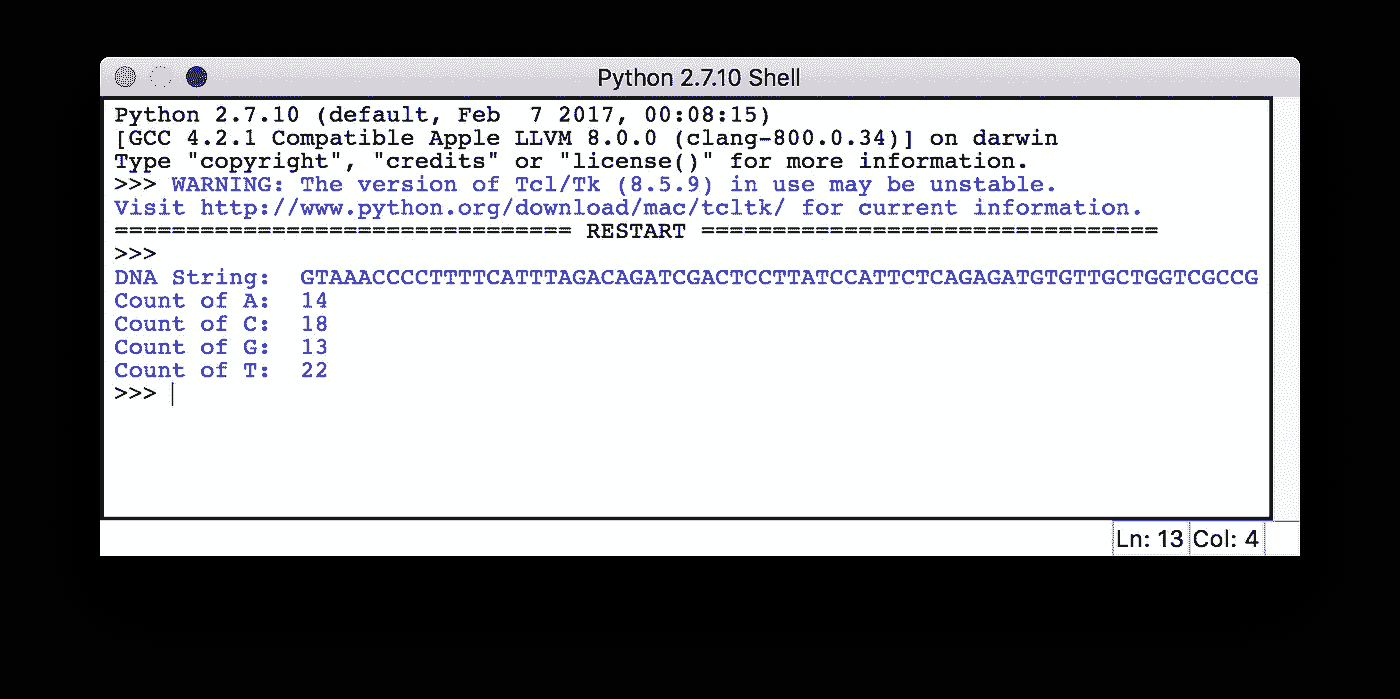 Python 2.7.10 Shell
Python 2.7.10 (default, Feb  7 2017, 00:08:15)
[GCC 4.2.1 Compatible Apple LLVM 8.0.0 (clang-800.0.34)] on darwin
Type "copyright", "credits" or "license()" for more information.
>>> WARNING: The version of Tcl/Tk (8.5.9) in use may be unstable.
Visit http://www.python.org/download/mac/tcltk/ for current information.
================================ RESTART ================================
>>>
DNA String:  GTAAACCCCTTTTCATTTAGACAGATCGACTCCTTATCCATTCTCAGAGATGTGTTGCTGGTCGCCG
Count of A:  14
Count of C:  18
Count of G:  13
Count of T:  22
>>>
Ln: 13 Col: 4